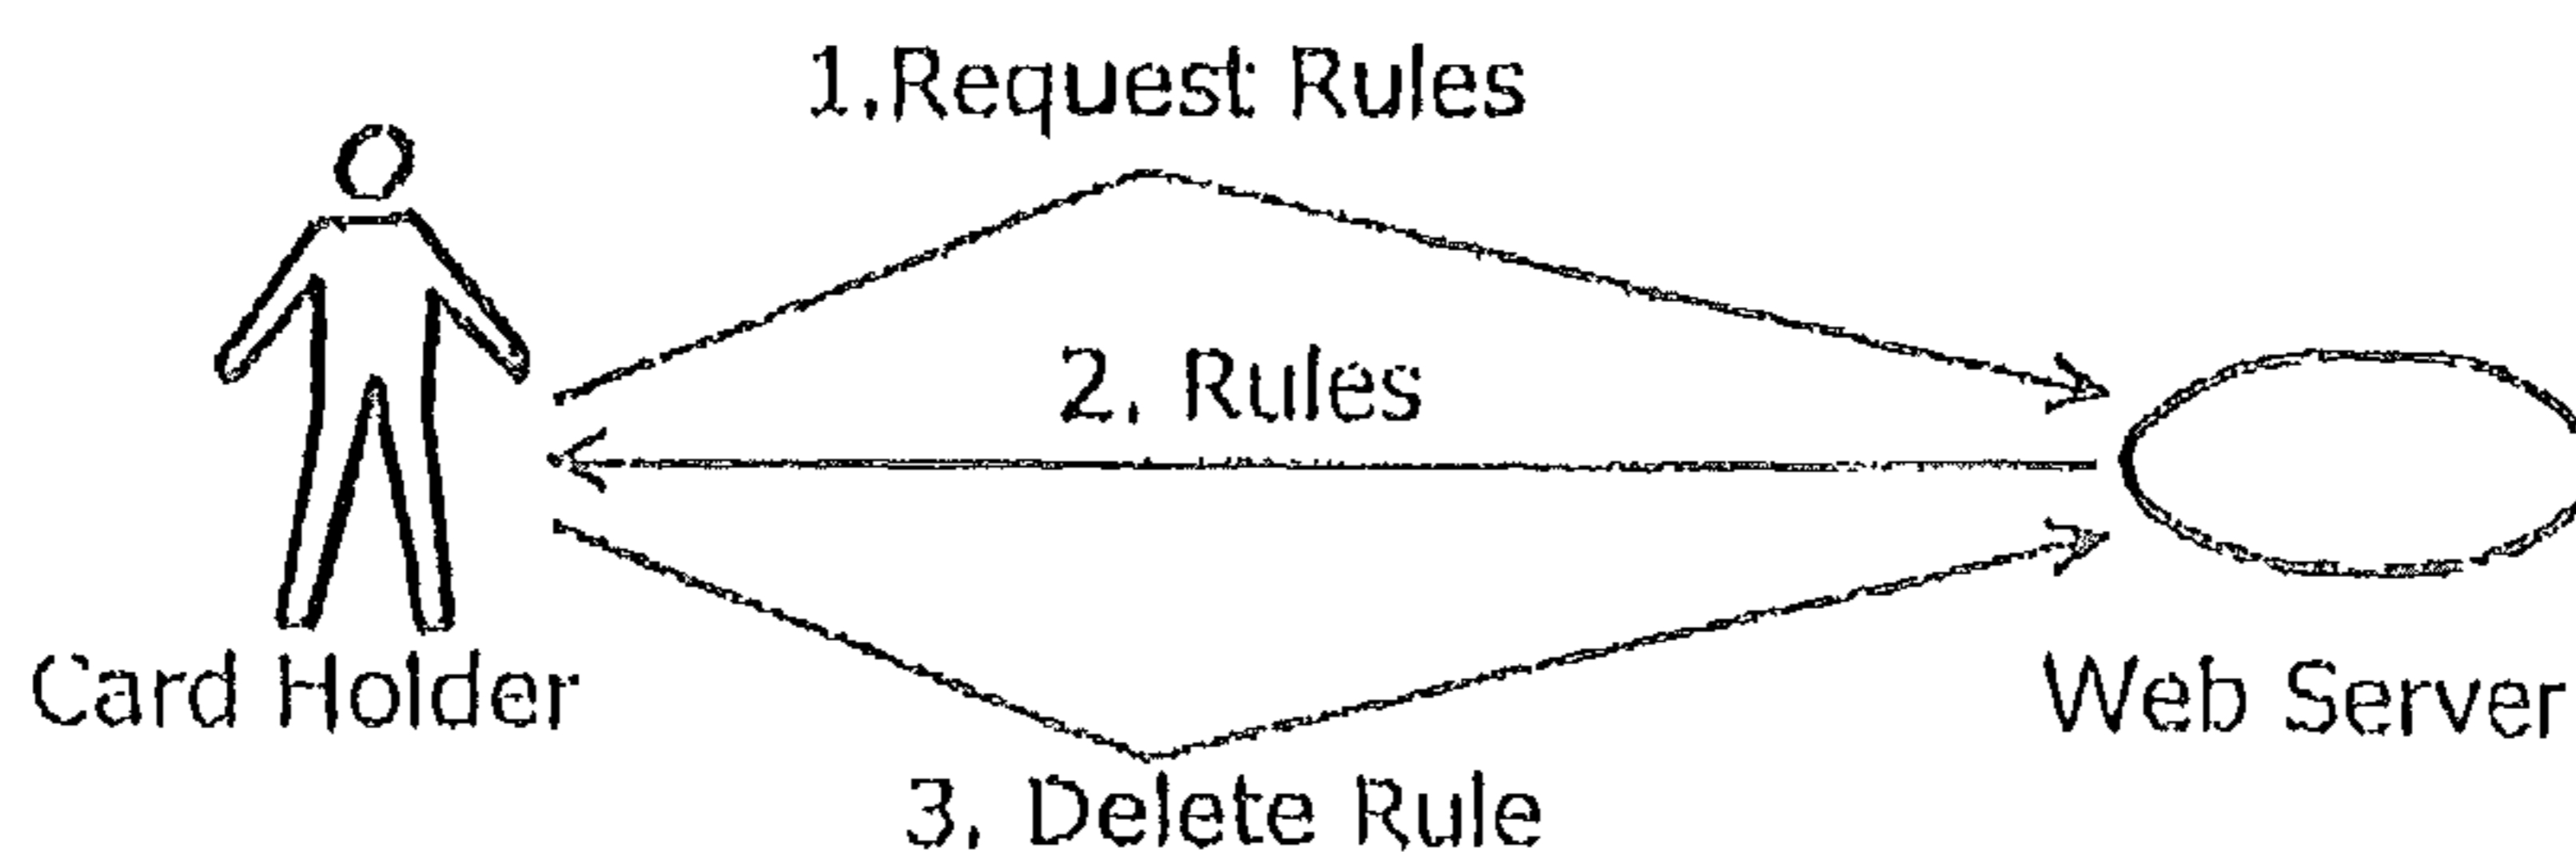 1.Request Rules
2. Rules
Card Holder
Web Server
3. Delete Rule